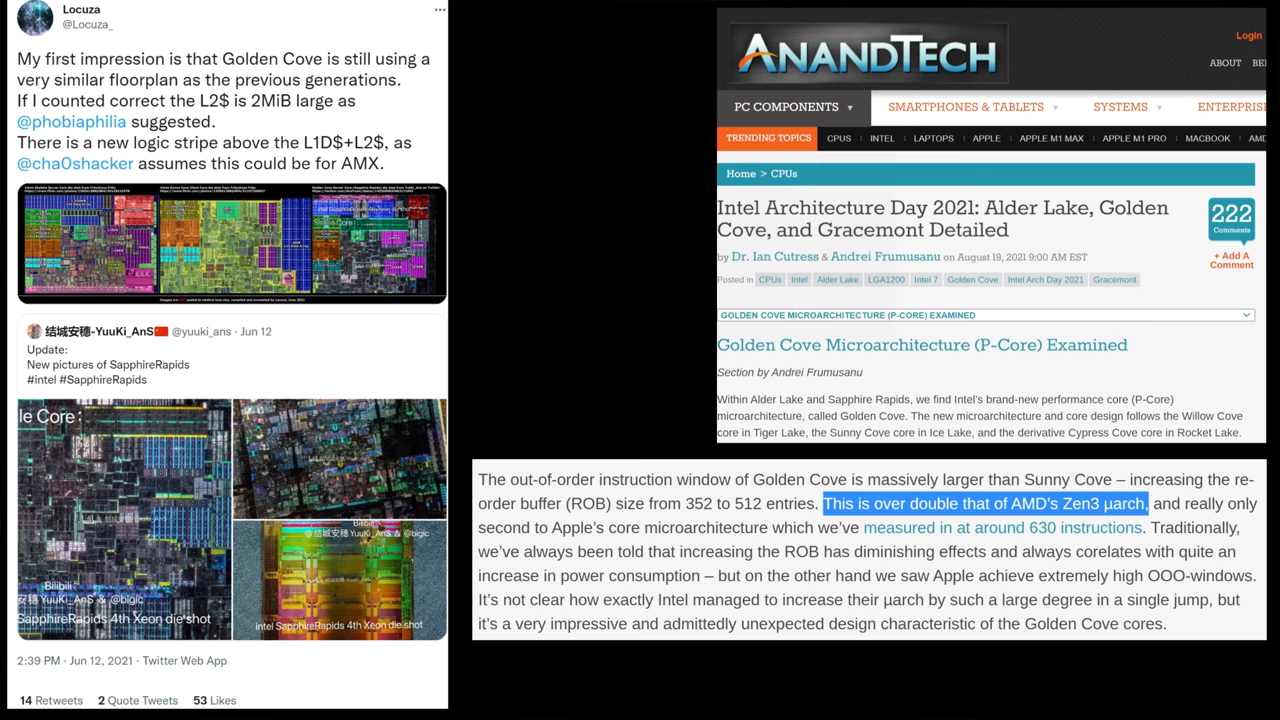 Locuza
@Locuza_
My first impression is that Golden Cove is still using a
very similar floorplan as the previous generations.
If I counted correct the L2$ is 2MiB large as
@phobiaphilia suggested.
There is a new logic stripe above the L1D$+L2$, as
@cha0shacker assumes this could be for AMX.
结城安穗-YuuKi_AnS🇨🇳 @yuuki_ans · Jun 12
Update:
New pictures of SapphireRapids
#intel #SapphireRapids
le Core:
Bilibili
安穗 YuuKi_AnS & @bigic
SapphireRapids 4th Xeon die shot
@结城安穗 YuuKi_AnS & @bigic
intel SapphireRapids 4th Xeon die shot
2:39 PM · Jun 12, 2021 · Twitter Web App
14 Retweets 2 Quote Tweets 53 Likes
ANANDTECH
Login
ABOUT BE
PC COMPONENTS SMARTPHONES & TABLETS SYSTEMS ENTERPRISE
TRENDING TOPICS CPUS INTEL LAPTOPS APPLE APPLE M1 MAX APPLE M1 PRO MACBOOK AMD
Home > CPUs
Intel Architecture Day 2021: Alder Lake, Golden
Cove, and Gracemont Detailed
222
Comments
by Dr. Ian Cutress & Andrei Frumusanu on August 19, 2021 9:00 AM EST
+ Add A
Comment
Posted in CPUs Intel Alder Lake LGA1200 Intel 7 Golden Cove Intel Arch Day 2021 Gracemont
GOLDEN COVE MICROARCHITECTURE (P-CORE) EXAMINED
Golden Cove Microarchitecture (P-Core) Examined
Section by Andrei Frumusanu
Within Alder Lake and Sapphire Rapids, we find Intel's brand-new performance core (P-Core)
microarchitecture, called Golden Cove. The new microarchitecture and core design follows the Willow Cove
core in Tiger Lake, the Sunny Cove core in Ice Lake, and the derivative Cypress Cove core in Rocket Lake.
The out-of-order instruction window of Golden Cove is massively larger than Sunny Cove – increasing the re-
order buffer (ROB) size from 352 to 512 entries. This is over double that of AMD's Zen3 µarch, and really only
second to Apple's core microarchitecture which we've measured in at around 630 instructions. Traditionally,
we've always been told that increasing the ROB has diminishing effects and always corelates with quite an
increase in power consumption – but on the other hand we saw Apple achieve extremely high OOO-windows.
It's not clear how exactly Intel managed to increase their µarch by such a large degree in a single jump, but
it's a very impressive and admittedly unexpected design characteristic of the Golden Cove cores.